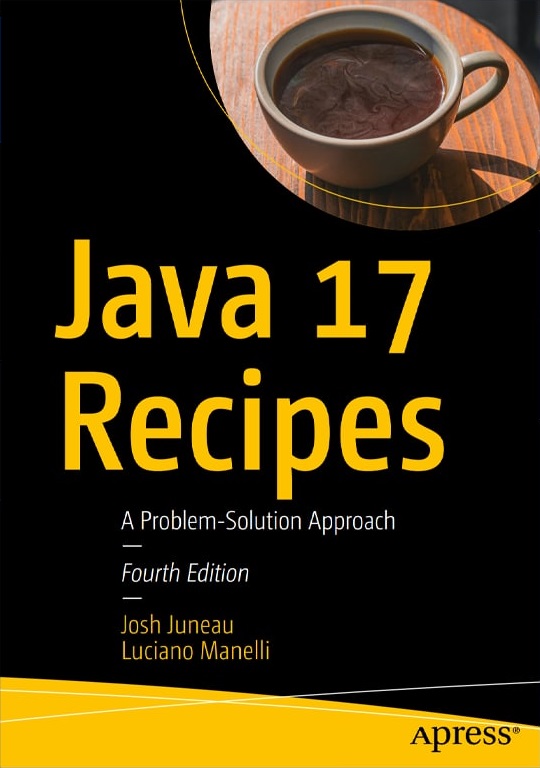 Java 17
Recipes
A Problem-Solution Approach
—
Fourth Edition
—
Josh Juneau
Luciano Manelli
Apress®